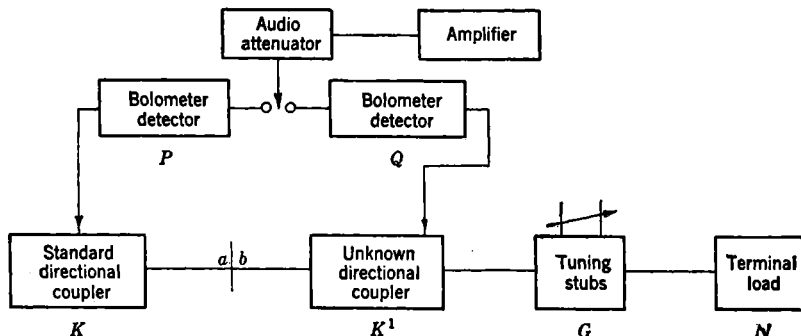 Audio
attenuator
Amplifier
Bolometer
detector
Bolometer
detector
P
Q
Standard
directional
coupler
a b
Unknown
directional
coupler
Tuning
stubs
Terminal
load
K
K¹
G
N